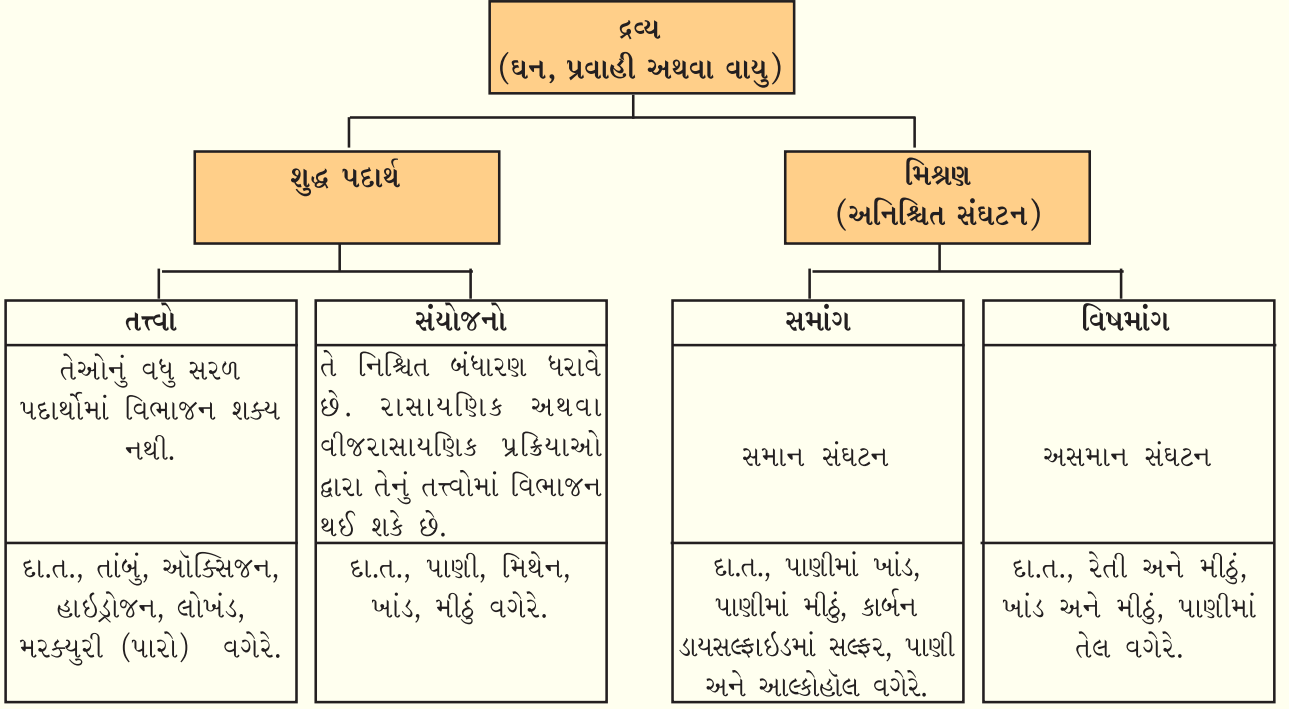 દ્રવ્ય
(ઘન, પ્રવાહી અથવા વાયુ)
શુદ્ધ પદાર્થ
મિશ્રણ
(અનિશ્ચિત સંઘટન)
તત્ત્વો
તેઓનું વધુ સરળ
પદાર્થોમાં વિભાજન શક્ય
નથી.
દા.ત., તાંબું, ઑક્સિજન,
હાઇડ્રોજન, લોખંડ,
મરક્યુરી (પારો) વગેરે.
સંયોજનો
તે નિશ્ચિત બંધારણ ધરાવે
છે. રાસાયણિક અથવા
વીજરાસાયણિક પ્રક્રિયાઓ
દ્વારા તેનું તત્ત્વોમાં વિભાજન
થઈ શકે છે.
દા.ત., પાણી, મિથેન,
ખાંડ, મીઠું વગેરે.
સમાંગ
સમાન સંઘટન
દા.ત., પાણીમાં ખાંડ,
પાણીમાં મીઠું, કાર્બન
ડાયસલ્ફાઇડમાં સલ્ફર, પાણી
અને આલ્કોહૉલ વગેરે.
વિષમાંગ
અસમાન સંઘટન
દા.ત., રેતી અને મીઠું,
ખાંડ અને મીઠું, પાણીમાં
તેલ વગેરે.